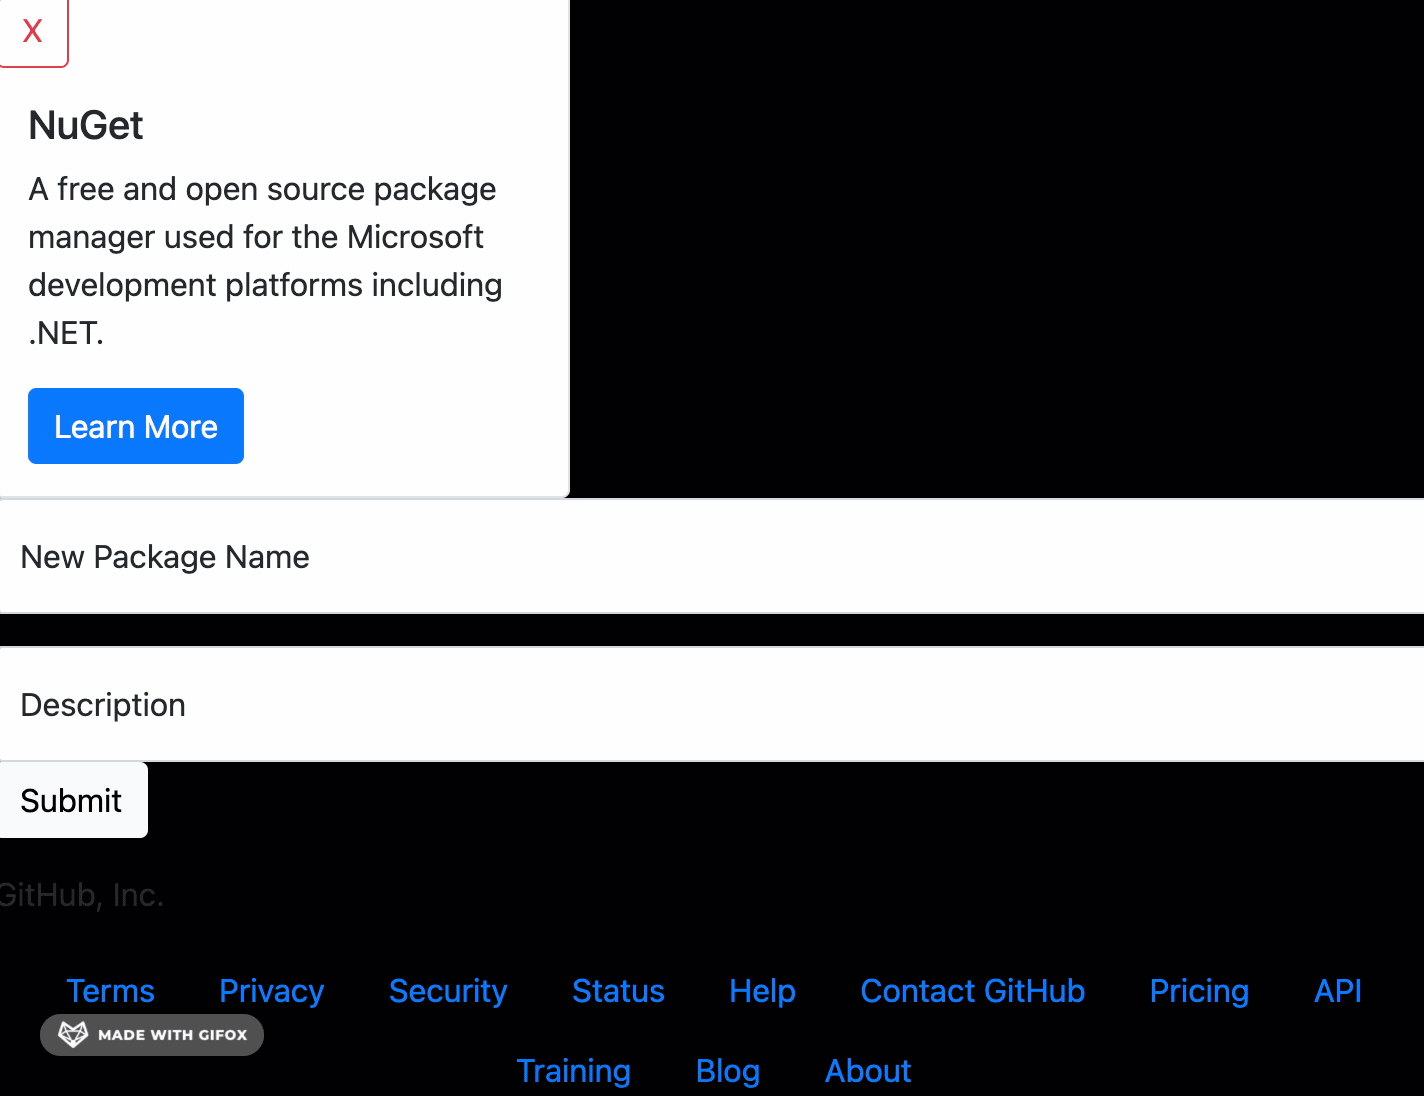 X
NuGet
A free and open source package
manager used for the Microsoft
development platforms including
.NET.
Learn More
New Package Name
Description
Submit
GitHub, Inc.
Terms Privacy Security Status Help Contact GitHub Pricing API
MADE WITH GIFOX
Training Blog About